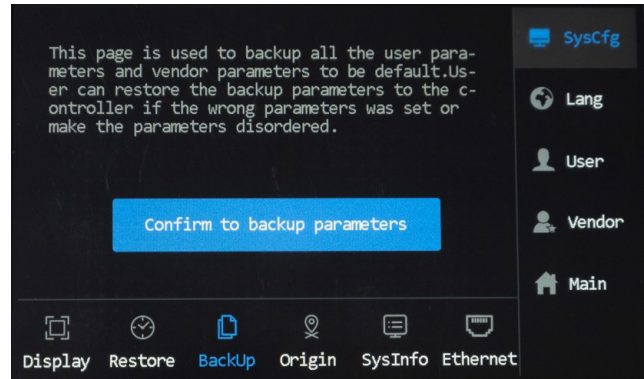 This page is used to backup all the user para-
meters and vendor parameters to be default.Us-
er can restore the backup parameters to the c-
ontroller if the wrong parameters was set or
make the parameters disordered.
Confirm to backup parameters
Display Restore BackUp Origin SysInfo Ethernet
SysCfg
Lang
User
Vendor
Main